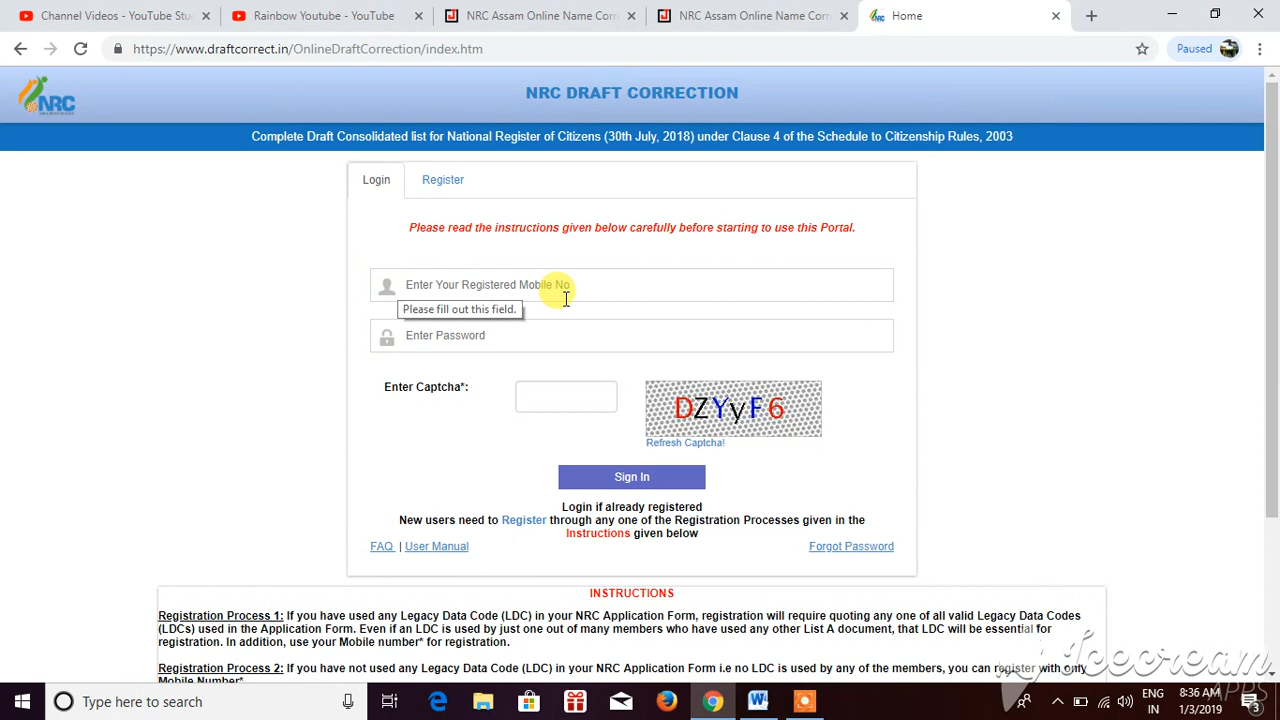 Channel Videos - YouTube Stu
Rainbow Youtube - YouTube
NRC Assam Online Name Corr
NRC Assam Online Name Corr
Home
https://www.draftcorrect.in/OnlineDraftCorrection/index.htm
Paused
NRC
NRC DRAFT CORRECTION
Complete Draft Consolidated list for National Register of Citizens (30th July, 2018) under Clause 4 of the Schedule to Citizenship Rules, 2003
Login
Register
Please read the instructions given below carefully before starting to use this Portal.
Enter Your Registered Mobile No
Please fill out this field.
Enter Password
Enter Captcha*:
DZYyF6
Refresh Captcha!
Sign In
Login if already registered
New users need to Register through any one of the Registration Processes given in the
Instructions given below
FAQ | User Manual
Forgot Password
INSTRUCTIONS
Registration Process 1: If you have used any Legacy Data Code (LDC) in your NRC Application Form, registration will require quoting any one of all valid Legacy Data Codes
(LDCs) used in the Application Form. Even if an LDC is used by just one out of many members who have used any other List A document, that LDC will be essential for
registration. In addition, use your Mobile number* for registration.
Registration Process 2: If you have not used any Legacy Data Code (LDC) in your NRC Application Form i.e no LDC is used by any of the members, you can register with only
Mobile Number*
Icecream
APPS
Type here to search
ENG
IN
8:36 AM
1/3/2019
3